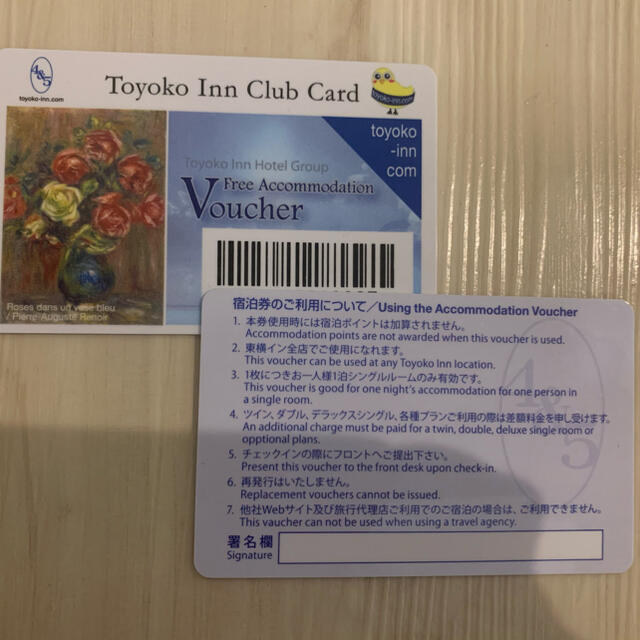 4&5
toyoko-inn.com
Toyoko Inn Club Card
toyoko-inn.com
toyoko
-inn
com
Toyoko Inn Hotel Group
Free Accommodation
Voucher
Roses dans un vase bleu
/ Pierre-Auguste Renoir
宿泊券のご利用について/Using the Accommodation Voucher
1. 本券使用時には宿泊ポイントは加算されません。
Accommodation points are not awarded when this voucher is used.
2. 東横イン全店でご使用になれます。
This voucher can be used at any Toyoko Inn location.
3. 1枚につきお一人様1泊シングルルームのみ有効です。
This voucher is good for one night's accommodation for one person in
a single room.
4. ツイン、ダブル、デラックスシングル、各種プランご利用の際は差額料金を申し受けます。
An additional charge must be paid for a twin, double, deluxe single room or
opptional plans.
5. チェックインの際にフロントへご提出下さい。
Present this voucher to the front desk upon check-in.
6. 再発行はいたしません。
Replacement vouchers cannot be issued.
7. 他社Webサイト及び旅行代理店ご利用でのご宿泊の場合は、ご利用できません。
This vaucher can not be used when using a travel agency.
4&5
署名欄
Signature